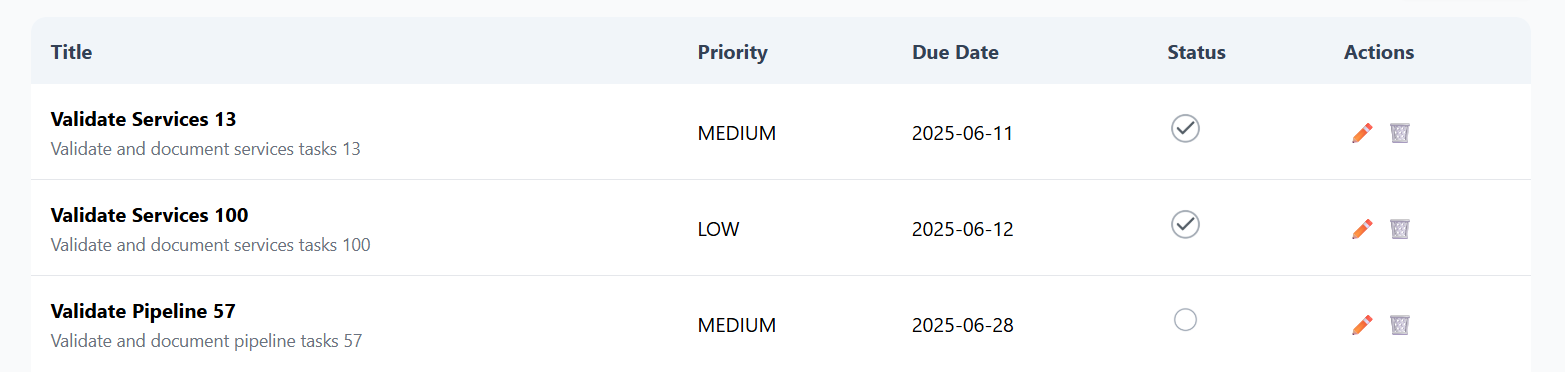 Title Priority Due Date Status Actions
Validate Services 13
Validate and document services tasks 13
MEDIUM 2025-06-11
Validate Services 100
Validate and document services tasks 100
LOW 2025-06-12
Validate Pipeline 57
Validate and document pipeline tasks 57
MEDIUM 2025-06-28